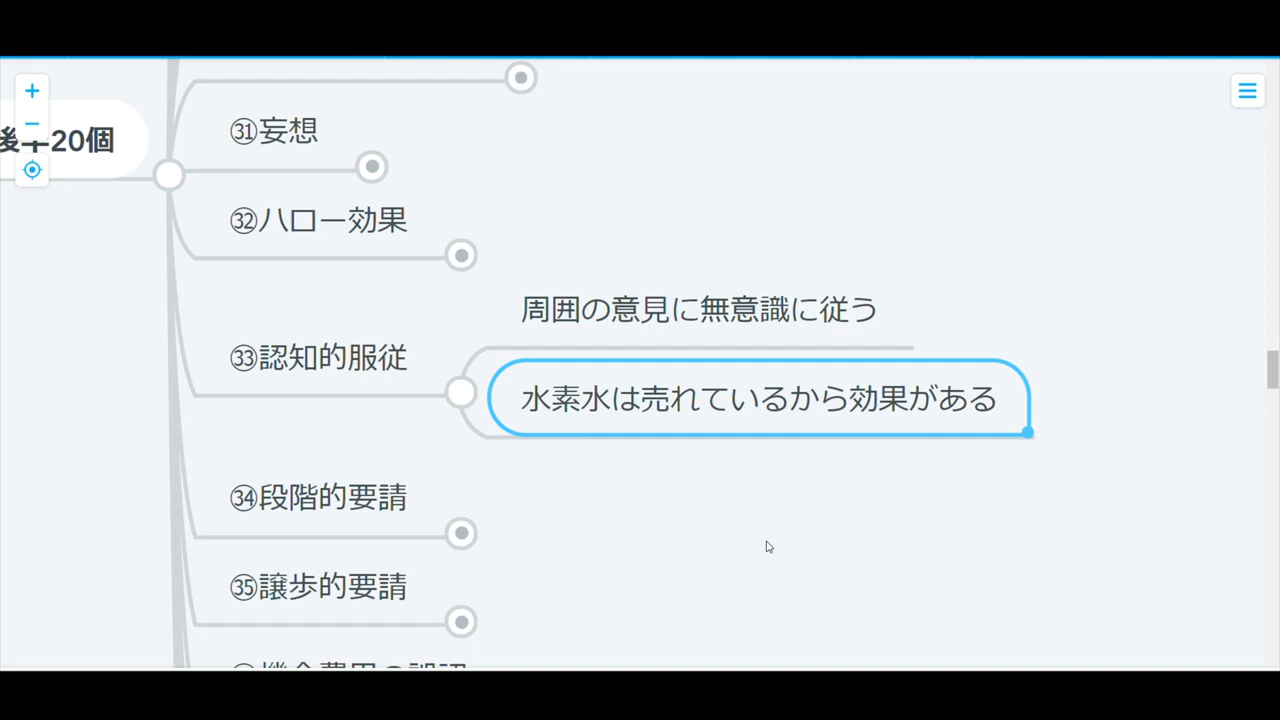 後半20個
㉛妄想
㉜ハロー効果
㉝認知的服従
周囲の意見に無意識に従う
水素水は売れているから効果がある
㉞段階的要請
㉟譲歩的要請